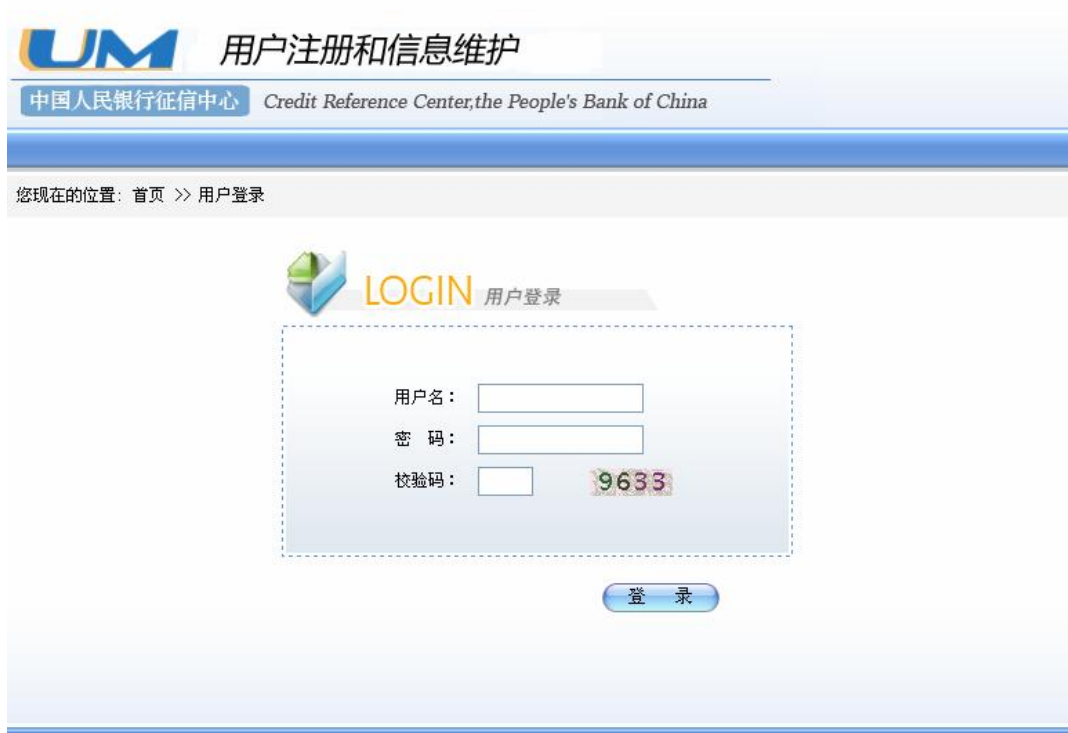 UM 用户注册和信息维护
中国人民银行征信中心 Credit Reference Center,the People's Bank of China
您现在的位置: 首页 >> 用户登录
LOGIN 用户登录
用户名:
密 码:
校验码: 9633
登 录